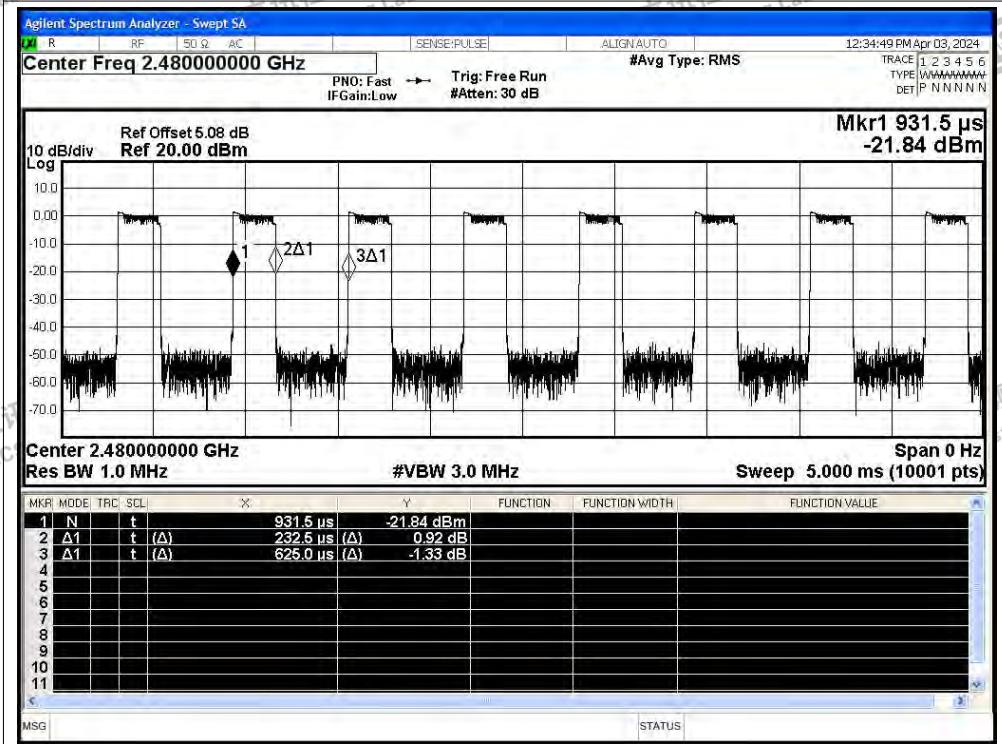 Agilent Spectrum Analyzer - Swept SA
LXI R RF 50 Ω AC SENSE:PULSE ALIGN AUTO 12:34:49 PM Apr 03, 2024
Center Freq 2.480000000 GHz #Avg Type: RMS TRACE 1 2 3 4 5 6
PNO: Fast Trig: Free Run TYPE WWWWWW
IFGain:Low #Atten: 30 dB DET P N N N N N
Mkr1 931.5 µs
Ref Offset 5.08 dB
10 dB/div Ref 20.00 dBm -21.84 dBm
Log
10.0
0.00
-10.0
1 2Δ1 3Δ1
-20.0
-30.0
-40.0
-50.0
-60.0
-70.0
Center 2.480000000 GHz Span 0 Hz
Res BW 1.0 MHz #VBW 3.0 MHz Sweep 5.000 ms (10001 pts)
MKR MODE TRC SCL X Y FUNCTION FUNCTION WIDTH FUNCTION VALUE
1 N t 931.5 µs -21.84 dBm
2 Δ1 t (Δ) 232.5 µs (Δ) 0.92 dB
3 Δ1 t (Δ) 625.0 µs (Δ) -1.33 dB
4
5
6
7
8
9
10
11
MSG STATUS